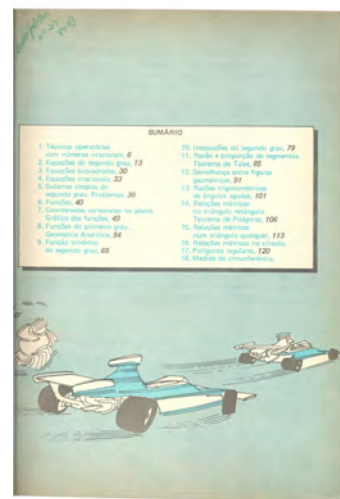 SUMÁRIO
1. Técnicas operatórias
com números irracionais, 6
2. Equações do segundo grau, 13
3. Equações biquadradas, 30
4. Equações irracionais, 33
5. Sistemas simples do
segundo grau. Problemas, 36
6. Funções, 40
7. Coordenadas cartesianas no plano.
Gráfico das funções, 49
8. Funções do primeiro grau.
Geometria Analítica, 54
9. Função trinômio
do segundo grau, 65
10. Inequações do segundo grau, 79
11. Razão e proporção de segmentos.
Teorema de Tales, 85
12. Semelhança entre figuras
geométricas, 91
13. Razões trigonométricas
de ângulos agudos, 101
14. Relações métricas
no triângulo retângulo.
Teorema de Pitágoras, 106
15. Relações métricas
num triângulo qualquer, 113
16. Relações métricas no círculo.
17. Polígonos regulares, 120
18. Medida da circunferência,